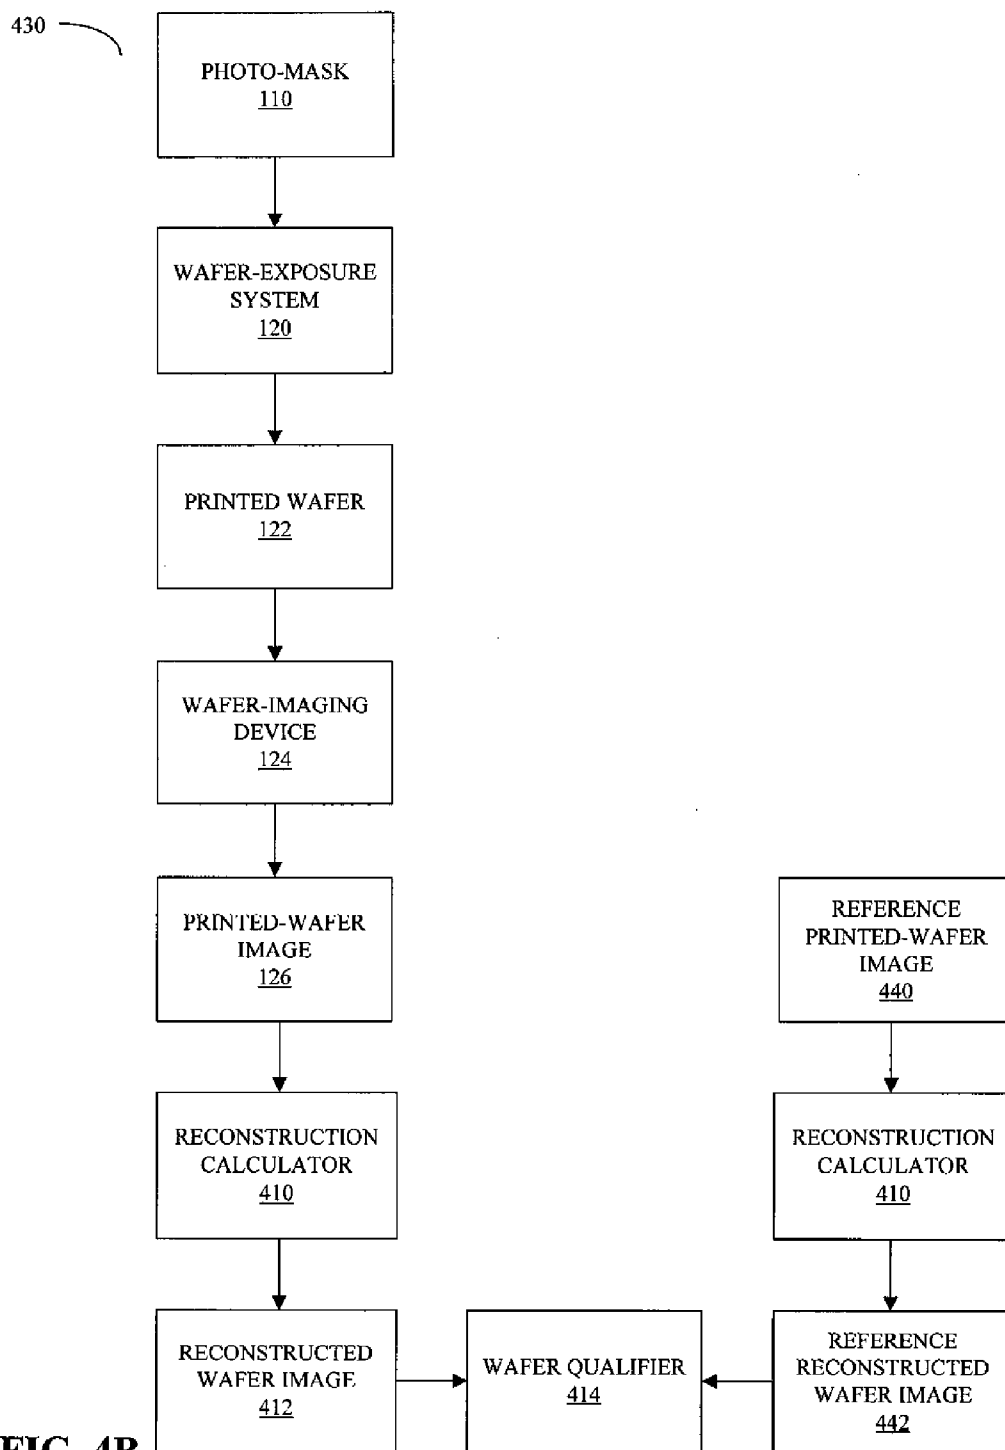 430
PHOTO-MASK
110
WAFER-EXPOSURE
SYSTEM
120
PRINTED WAFER
122
WAFER-IMAGING
DEVICE
124
PRINTED-WAFER
IMAGE
126
REFERENCE
PRINTED-WAFER
IMAGE
440
RECONSTRUCTION
CALCULATOR
410
RECONSTRUCTION
CALCULATOR
410
RECONSTRUCTED
WAFER IMAGE
412
WAFER QUALIFIER
414
REFERENCE
RECONSTRUCTED
WAFER IMAGE
442
FIG. 4B